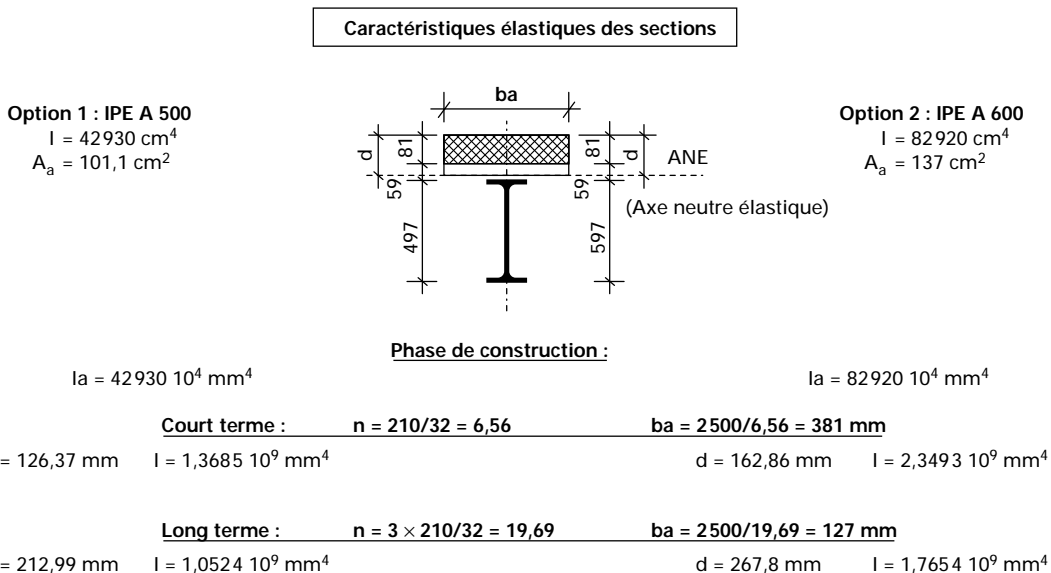 Caractéristiques élastiques des sections
Option 1 : IPE A 500
I = 42930 cm⁴
Aₐ = 101,1 cm²
ba
d
81
59
497
81
d
59
597
ANE
(Axe neutre élastique)
Option 2 : IPE A 600
I = 82920 cm⁴
Aₐ = 137 cm²
Phase de construction :
Ia = 42930 10⁴ mm⁴ Ia = 82920 10⁴ mm⁴
Court terme : n = 210/32 = 6,56 ba = 2500/6,56 = 381 mm
= 126,37 mm I = 1,3685 10⁹ mm⁴ d = 162,86 mm I = 2,3493 10⁹ mm⁴
Long terme : n = 3 × 210/32 = 19,69 ba = 2500/19,69 = 127 mm
= 212,99 mm I = 1,0524 10⁹ mm⁴ d = 267,8 mm I = 1,7654 10⁹ mm⁴